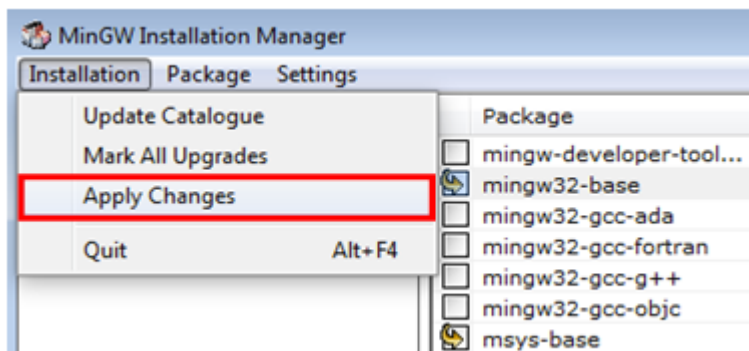 MinGW Installation Manager
Installation Package Settings
Update Catalogue
Mark All Upgrades
Apply Changes
Quit Alt+F4
Package
mingw-developer-tool...
mingw32-base
mingw32-gcc-ada
mingw32-gcc-fortran
mingw32-gcc-g++
mingw32-gcc-objc
msys-base